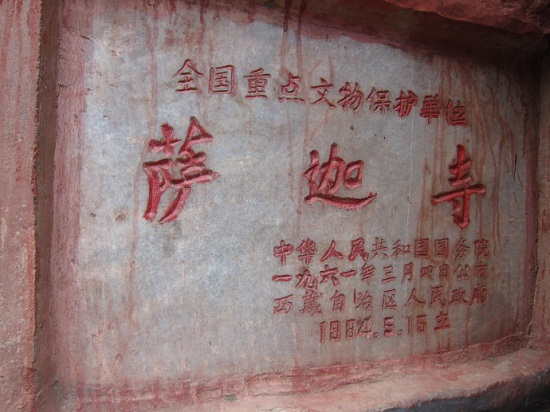 全国重点文物保护单位
萨迦寺
中华人民共和国国务院
一九六一年三月四日公布
西藏自治区人民政府
1984.5.15立